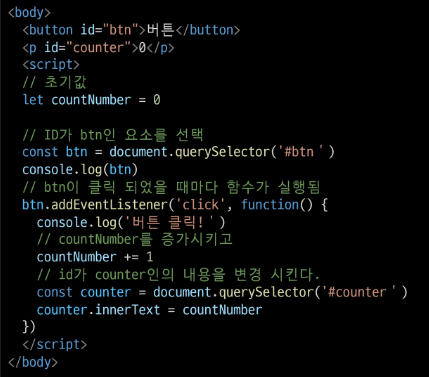 <body>
<button id="btn">버튼</button>
<p id="counter">0</p>
<script>
// 초기값
let countNumber = 0
// ID가 btn인 요소를 선택
const btn = document.querySelector('#btn')
console.log(btn)
// btn이 클릭 되었을 때마다 함수가 실행됨
btn.addEventListener('click', function() {
console.log('버튼 클릭!')
// countNumber를 증가시키고
countNumber += 1
// id가 counter인의 내용을 변경 시킨다.
const counter = document.querySelector('#counter')
counter.innerText = countNumber
})
</script>
</body>